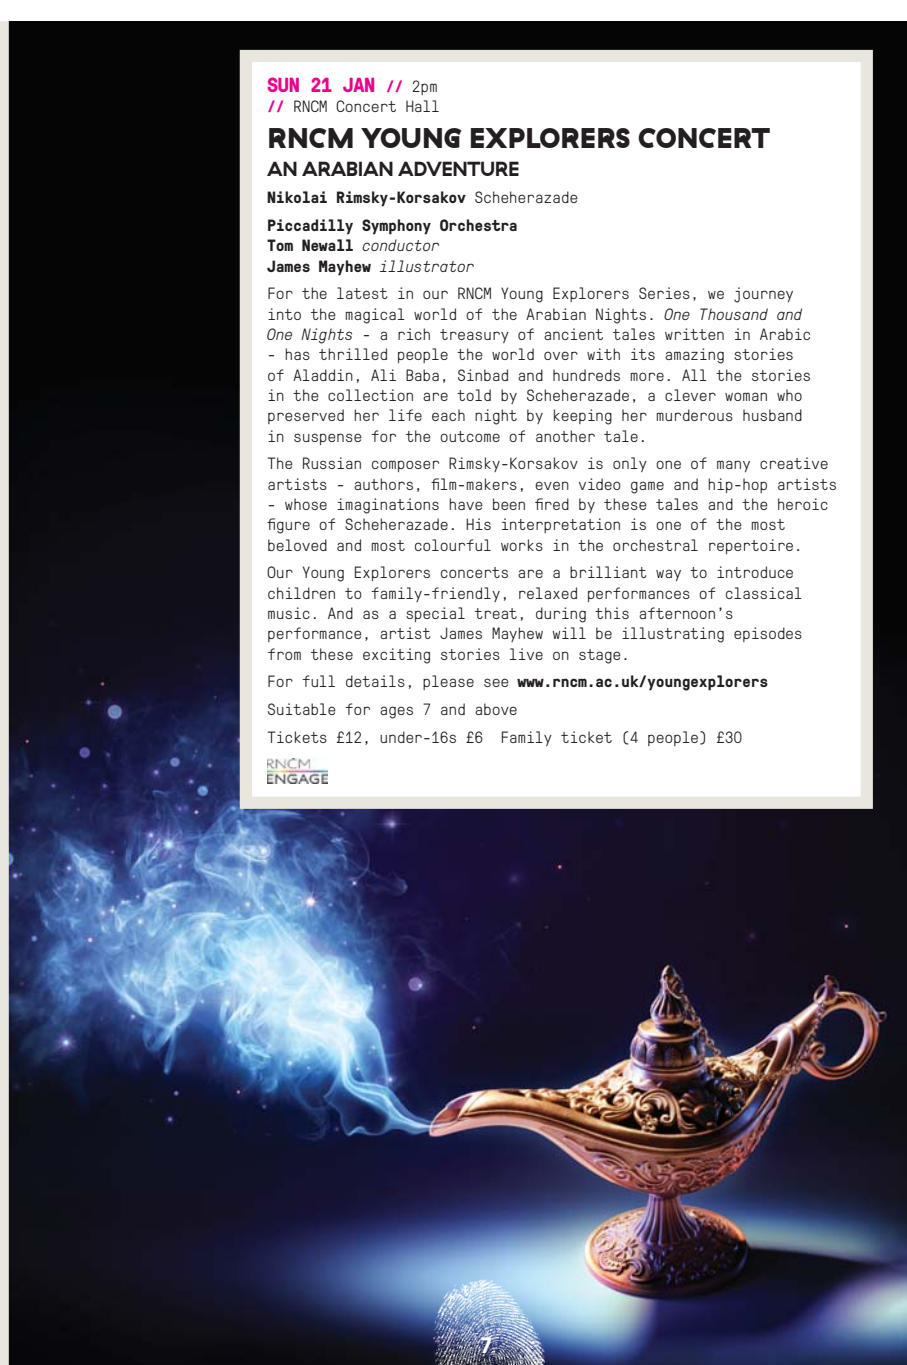 SUN 21 JAN // 2pm
// RNCM Concert Hall
RNCM YOUNG EXPLORERS CONCERT
AN ARABIAN ADVENTURE
Nikolai Rimsky-Korsakov Scheherazade
Piccadilly Symphony Orchestra
Tom Newall conductor
James Mayhew illustrator
For the latest in our RNCM Young Explorers Series, we journey
into the magical world of the Arabian Nights. One Thousand and
One Nights - a rich treasury of ancient tales written in Arabic
- has thrilled people the world over with its amazing stories
of Aladdin, Ali Baba, Sinbad and hundreds more. All the stories
in the collection are told by Scheherazade, a clever woman who
preserved her life each night by keeping her murderous husband
in suspense for the outcome of another tale.
The Russian composer Rimsky-Korsakov is only one of many creative
artists - authors, film-makers, even video game and hip-hop artists
- whose imaginations have been fired by these tales and the heroic
figure of Scheherazade. His interpretation is one of the most
beloved and most colourful works in the orchestral repertoire.
Our Young Explorers concerts are a brilliant way to introduce
children to family-friendly, relaxed performances of classical
music. And as a special treat, during this afternoon's
performance, artist James Mayhew will be illustrating episodes
from these exciting stories live on stage.
For full details, please see www.rncm.ac.uk/youngexplorers
Suitable for ages 7 and above
Tickets £12, under-16s £6 Family ticket (4 people) £30
RNCM
ENGAGE
7